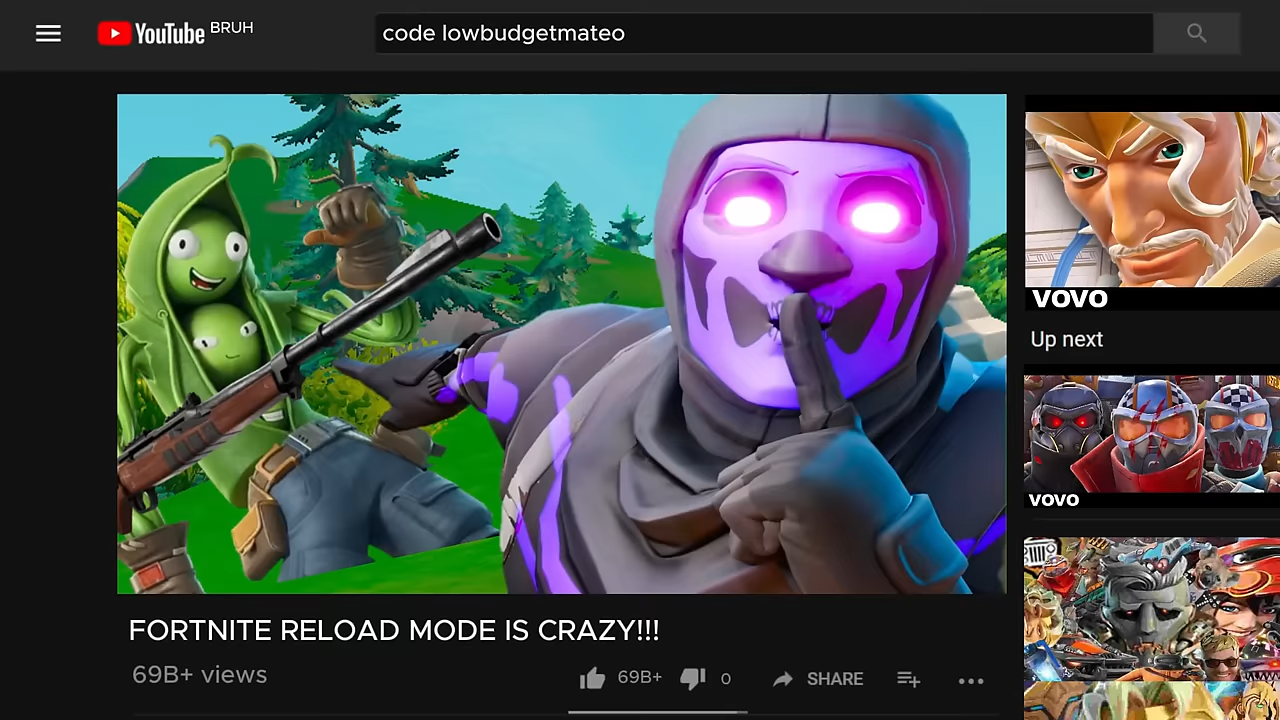 YouTube BRUH
code lowbudgetmateo
VOVO
Up next
VOVO
FORTNITE RELOAD MODE IS CRAZY!!!
69B+ views
69B+
0
SHARE